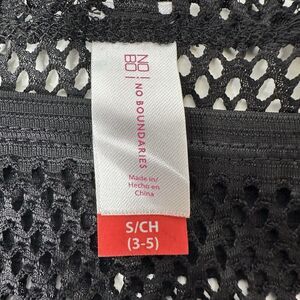 NO!
BO!
NO BOUNDARIES
Made in/
Hecho en
China
S/CH
(3-5)